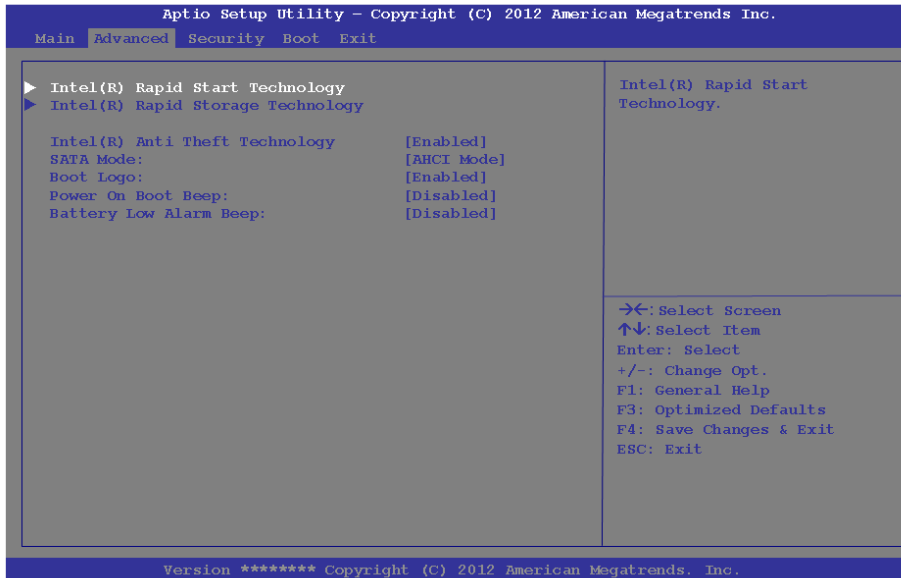 Aptio Setup Utility – Copyright (C) 2012 American Megatrends Inc.
Main Advanced Security Boot Exit
Intel(R) Rapid Start Technology
Intel(R) Rapid Storage Technology
Intel(R) Anti Theft Technology [Enabled]
SATA Mode: [AHCI Mode]
Boot Logo: [Enabled]
Power On Boot Beep: [Disabled]
Battery Low Alarm Beep: [Disabled]
Intel(R) Rapid Start
Technology.
→←: Select Screen
↑↓: Select Item
Enter: Select
+/-: Change Opt.
F1: General Help
F3: Optimized Defaults
F4: Save Changes & Exit
ESC: Exit
Version ******** Copyright (C) 2012 American Megatrends. Inc.